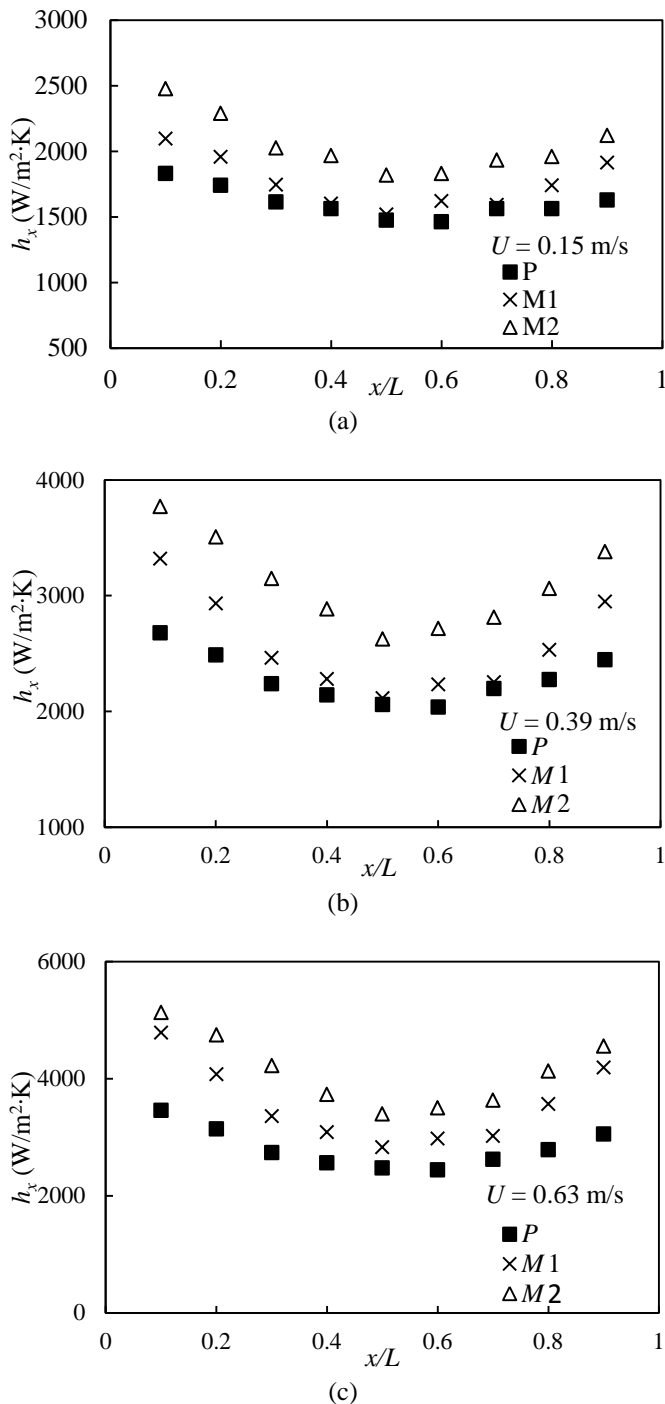 3000
2500
2000
1500
1000
500
h_x (W/m²·K)
U = 0.15 m/s
P
M1
M2
0 0.2 0.4 0.6 0.8 1
x/L
(a)
4000
3000
2000
1000
h_x (W/m²·K)
U = 0.39 m/s
P
M1
M2
0 0.2 0.4 0.6 0.8 1
x/L
(b)
6000
4000
2000
0
h_x (W/m²·K)
U = 0.63 m/s
P
M1
M2
0 0.2 0.4 0.6 0.8 1
x/L
(c)